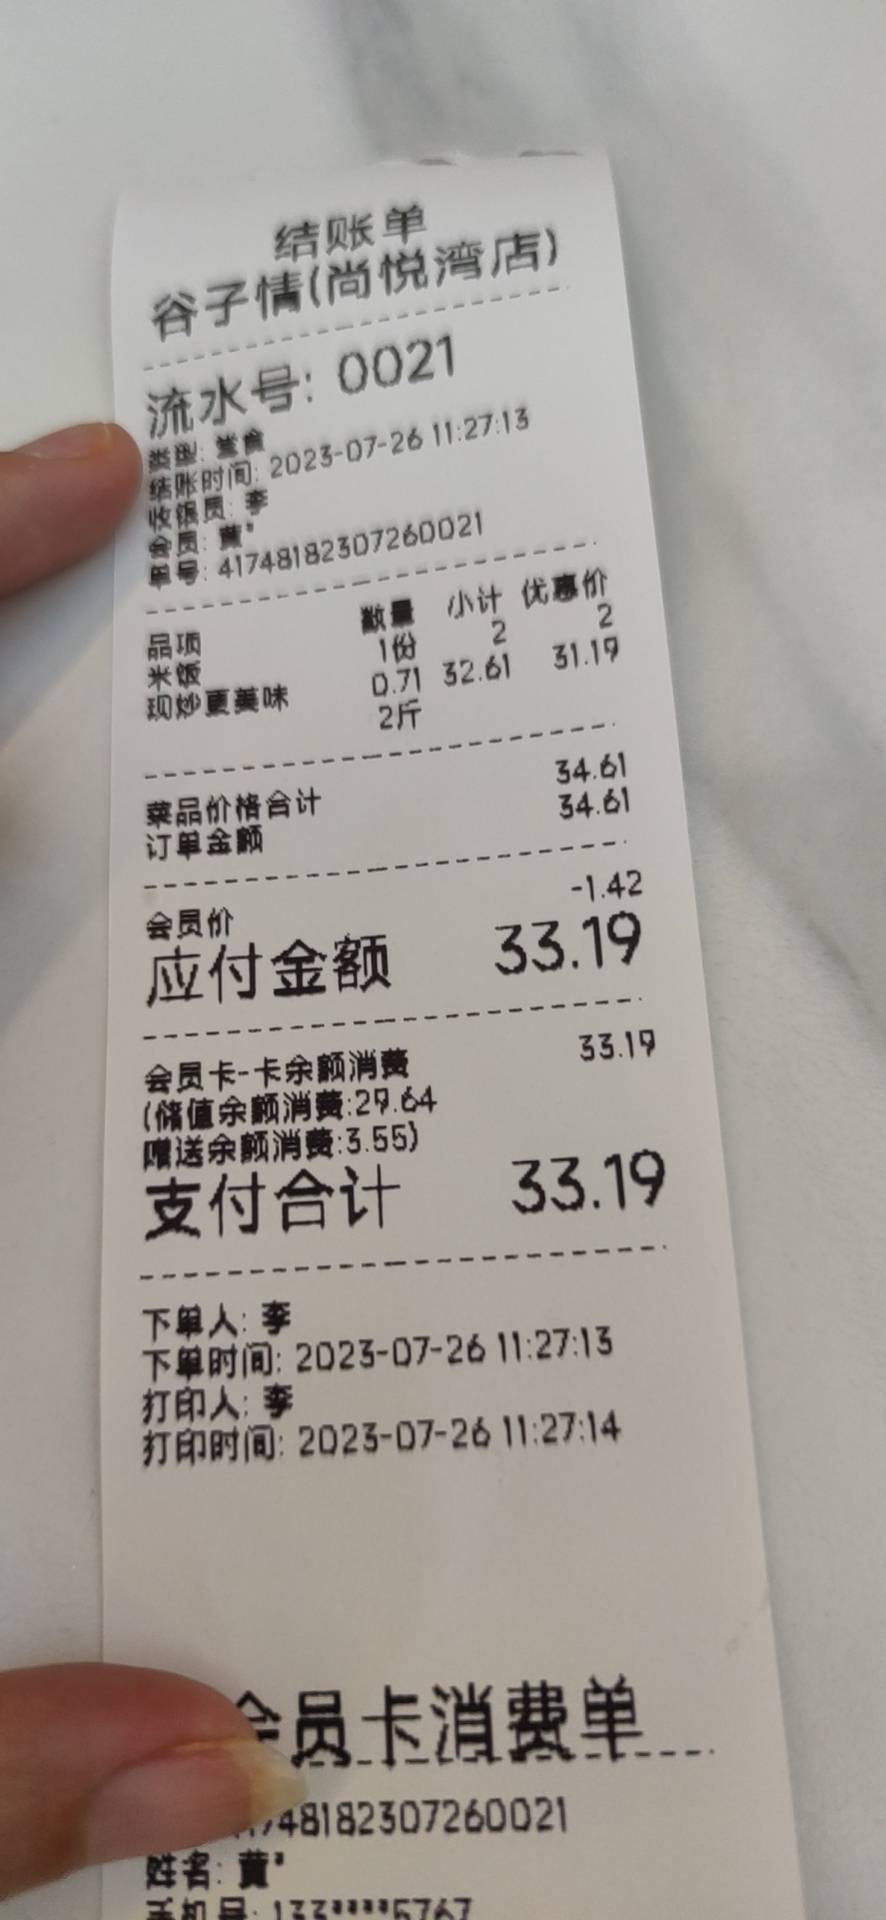 结账单
谷子情(尚悦湾店)
流水号: 0021
类型: 堂食
结账时间: 2023-07-26 11:27:13
收银员: 李
会员: 黄*
单号: 41748182307260021
品项 数量 小计 优惠价
米饭 1份 2 2
现炒更美味 0.71 32.61 31.19
2斤
菜品价格合计 34.61
订单金额 34.61
会员价 -1.42
应付金额 33.19
会员卡-卡余额消费 33.19
(储值余额消费:29.64
赠送余额消费:3.55)
支付合计 33.19
下单人: 李
下单时间: 2023-07-26 11:27:13
打印人: 李
打印时间: 2023-07-26 11:27:14
会员卡消费单
748182307260021
姓名: 黄*
手机号: 133****5767